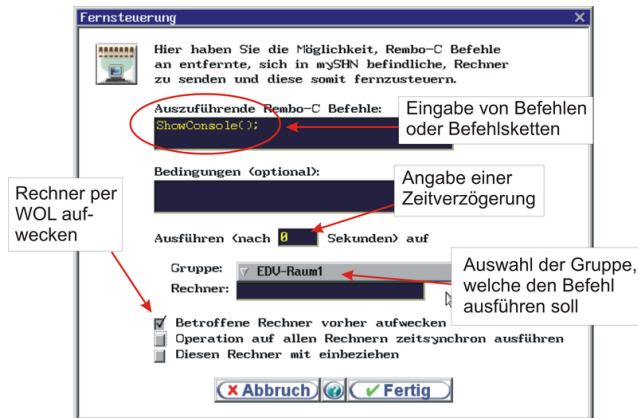 Fernsteuerung
Hier haben Sie die Möglichkeit, Rembo-C Befehle
an entfernte, sich in mySHN befindliche, Rechner
zu senden und diese somit fernzusteuern.
Auszuführende Rembo-C Befehle:
ShowConsole();
Eingabe von Befehlen
oder Befehlsketten
Bedingungen (optional):
Angabe einer
Zeitverzögerung
Rechner per
WOL auf-
wecken
Ausführen (nach 0 Sekunden) auf
Gruppe: EDV-Raum1
Rechner:
Auswahl der Gruppe,
welche den Befehl
ausführen soll
Betroffene Rechner vorher aufwecken
Operation auf allen Rechnern zeitsynchron ausführen
Diesen Rechner mit einbeziehen
Abbruch
Fertig